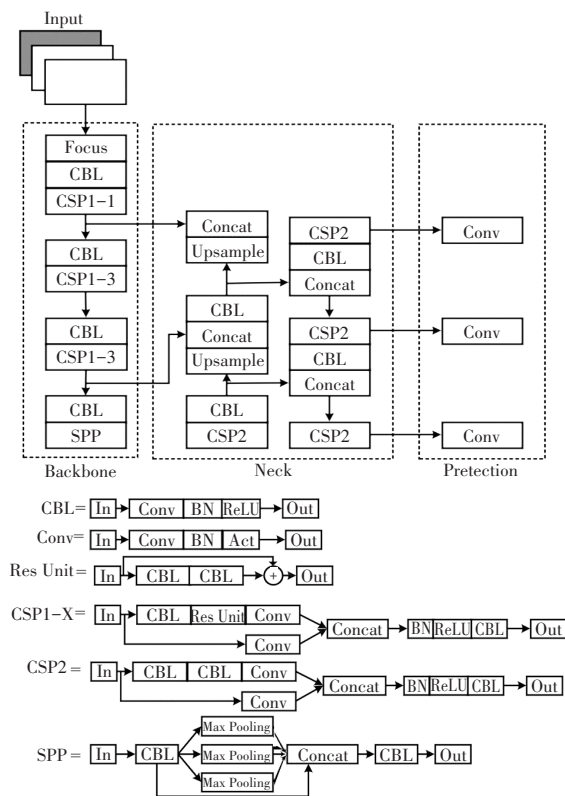 Input
Focus
CBL
CSP1-1
CBL
CSP1-3
CBL
CSP1-3
CBL
SPP
Backbone
Concat
Upsample
CBL
Concat
Upsample
CBL
CSP2
CSP2
CBL
Concat
CSP2
CBL
Concat
CSP2
Neck
Conv
Conv
Conv
Pretection
CBL= In Conv BN ReLU Out
Conv= In Conv BN Act Out
Res Unit= In CBL CBL + Out
CSP1-X= In CBL Res Unit Conv
Conv
Concat BN ReLU CBL Out
CSP2= In CBL CBL Conv
Conv
Concat BN ReLU CBL Out
Max Pooling
SPP= In CBL Max Pooling Concat CBL Out
Max Pooling